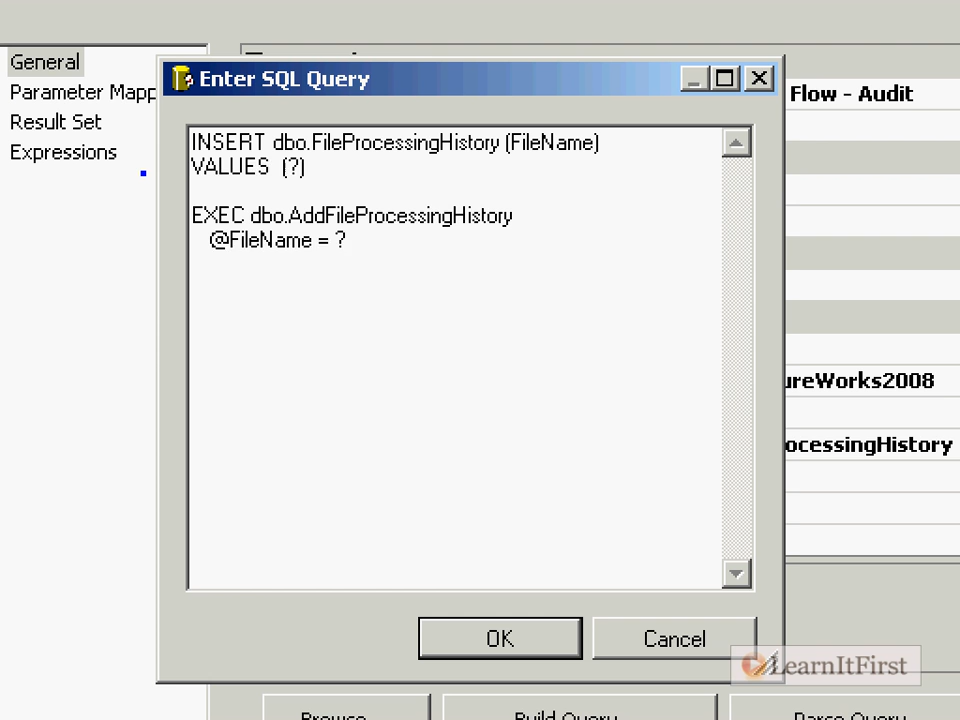 General
Parameter Mapp
Result Set
Expressions
Enter SQL Query
INSERT dbo.FileProcessingHistory (FileName)
VALUES (?)
EXEC dbo.AddFileProcessingHistory
@FileName = ?
OK
Cancel
Flow - Audit
ureWorks2008
ocessingHistory
LearnItFirst
Browse
Build Query
Parse Query